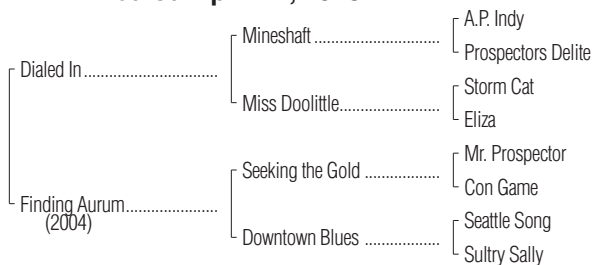 Mineshaft
A.P. Indy
Prospectors Delite
Dialed In
Miss Doolittle
Storm Cat
Eliza
Seeking the Gold
Mr. Prospector
Con Game
Finding Aurum
(2004)
Downtown Blues
Seattle Song
Sultry Sally